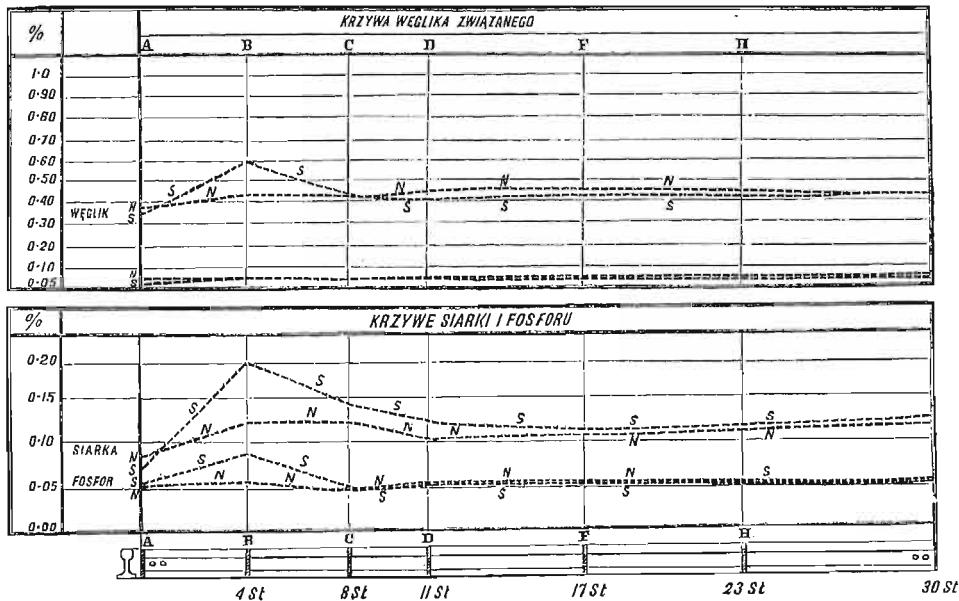 % KRZYWA WĘGLIKA ZWIĄZANEGO
A B C D F H
1·0
0·90
0·80
0·70
0·60
S S
0·50
N N N N
0·40
WĘGLIK N
S S S S
0·30
0·20
0·10
N
S
0·05
% KRZYWE SIARKI I FOSFORU
0·20
S
S
0·15
N S S S S
N N N N
0·10
SIARKA N
S
S S
N N N N N S
FOSFOR S
0·05
N S S S
0·00
A B C D F H
4 St 8 St 11 St 17 St 23 St 30 St